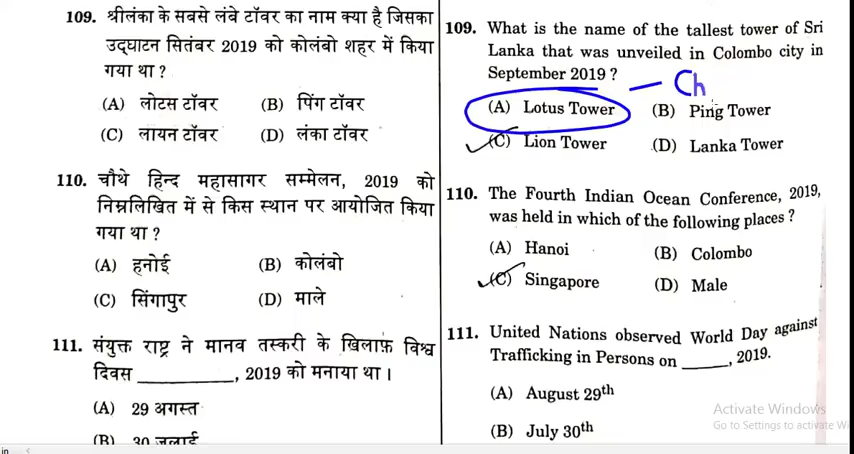 109. श्रीलंका के सबसे लंबे टॉवर का नाम क्या है जिसका
उद्घाटन सितंबर 2019 को कोलंबो शहर में किया
गया था ?
(A) लोटस टॉवर (B) पिंग टॉवर
(C) लायन टॉवर (D) लंका टॉवर
110. चौथे हिन्द महासागर सम्मेलन, 2019 को
निम्नलिखित में से किस स्थान पर आयोजित किया
गया था ?
(A) हनोई (B) कोलंबो
(C) सिंगापुर (D) माले
111. संयुक्त राष्ट्र ने मानव तस्करी के खिलाफ़ विश्व
दिवस ________, 2019 को मनाया था ।
(A) 29 अगस्त
(B) 30 जुलाई
109. What is the name of the tallest tower of Sri
Lanka that was unveiled in Colombo city in
September 2019 ?
Ch
(A) Lotus Tower (B) Ping Tower
(C) Lion Tower (D) Lanka Tower
110. The Fourth Indian Ocean Conference, 2019,
was held in which of the following places ?
(A) Hanoi (B) Colombo
(C) Singapore (D) Male
111. United Nations observed World Day against
Trafficking in Persons on ______, 2019.
(A) August 29th
(B) July 30th
Activate Windows
Go to Settings to activate W
in